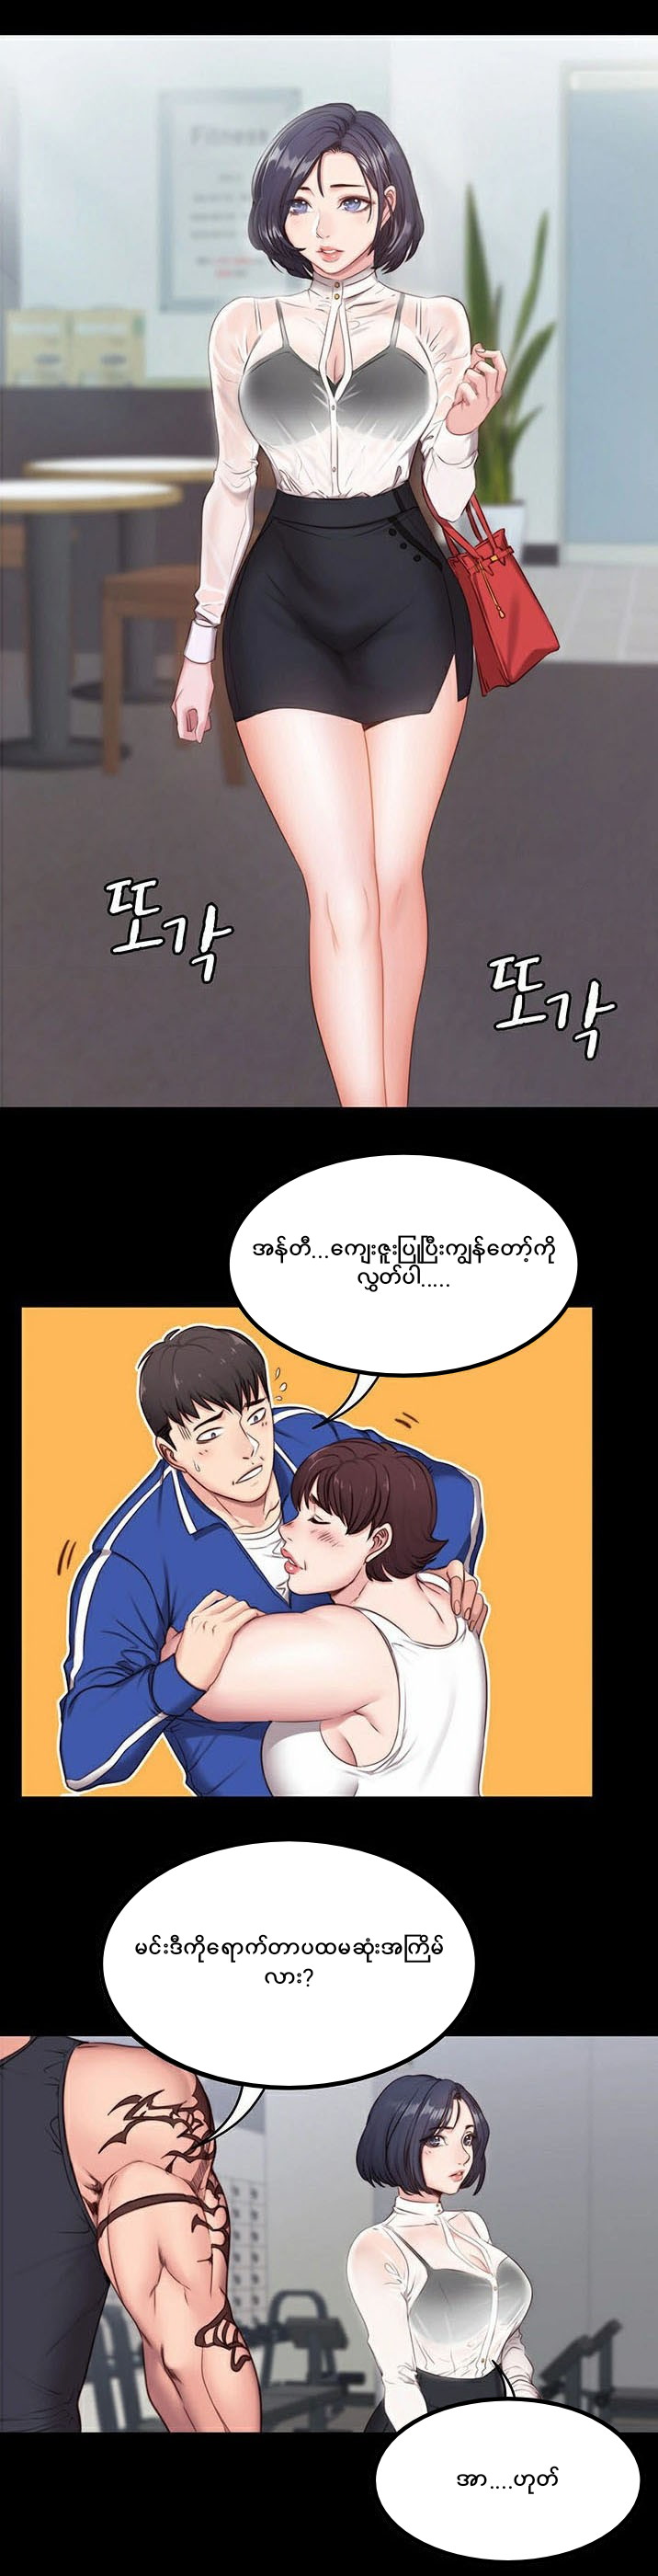 Fitness
또각
또각
အန်တီ...ကျေးဇူးပြုပြီးကျွန်တော့်ကို
လွှတ်ပါ.....
မင်းဒီကိုရောက်တာပထမဆုံးအကြိမ်
လား?
အာ....ဟုတ်